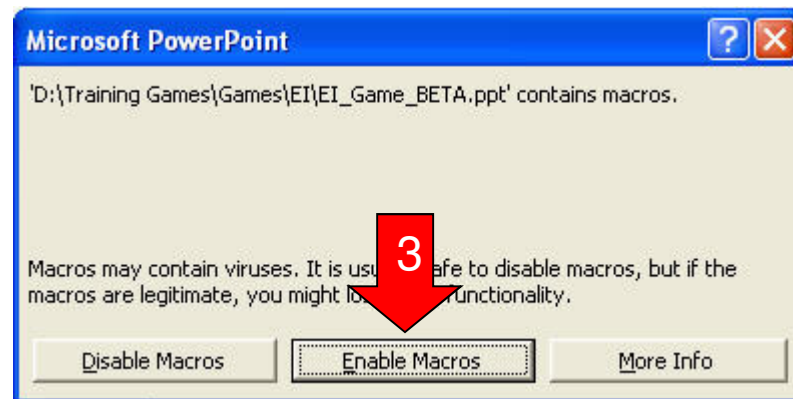 Microsoft PowerPoint
'D:\Training Games\Games\EI\EI_Game_BETA.ppt' contains macros.
3
Macros may contain viruses. It is usu afe to disable macros, but if the
macros are legitimate, you might lo functionality.
Disable Macros Enable Macros More Info